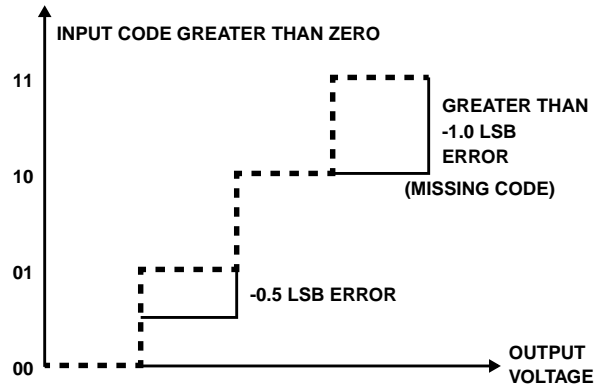 INPUT CODE GREATER THAN ZERO
11
GREATER THAN
-1.0 LSB
ERROR
10
(MISSING CODE)
01
-0.5 LSB ERROR
00
OUTPUT
VOLTAGE